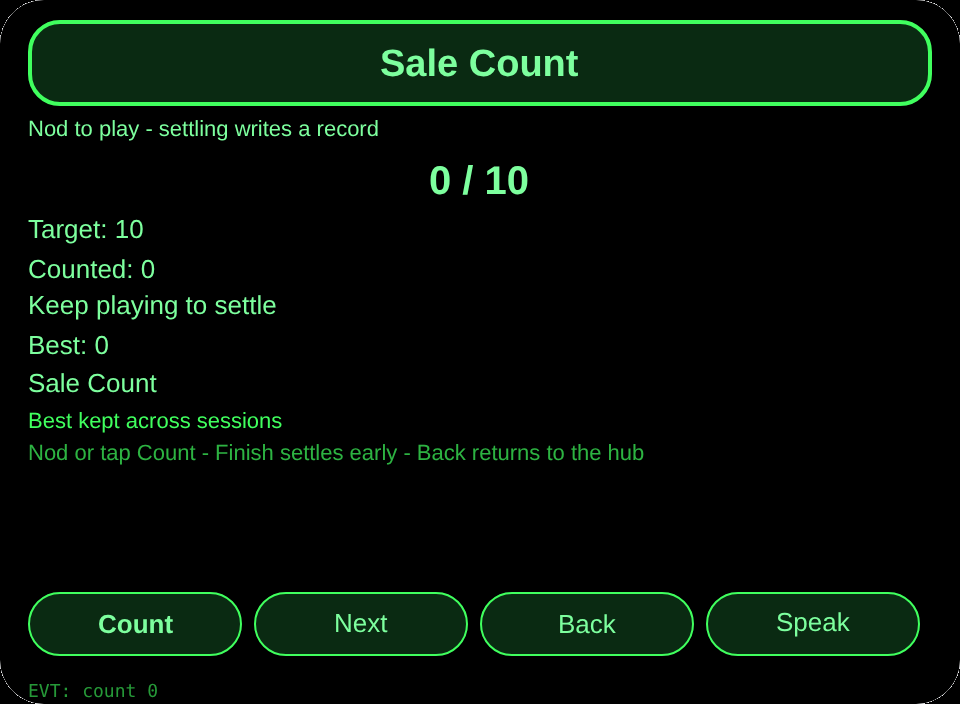 Sale Count
Nod to play - settling writes a record
0 / 10
Target: 10
Counted: 0
Keep playing to settle
Best: 0
Sale Count
Best kept across sessions
Nod or tap Count - Finish settles early - Back returns to the hub
Count Next Back Speak
EVT: count 0